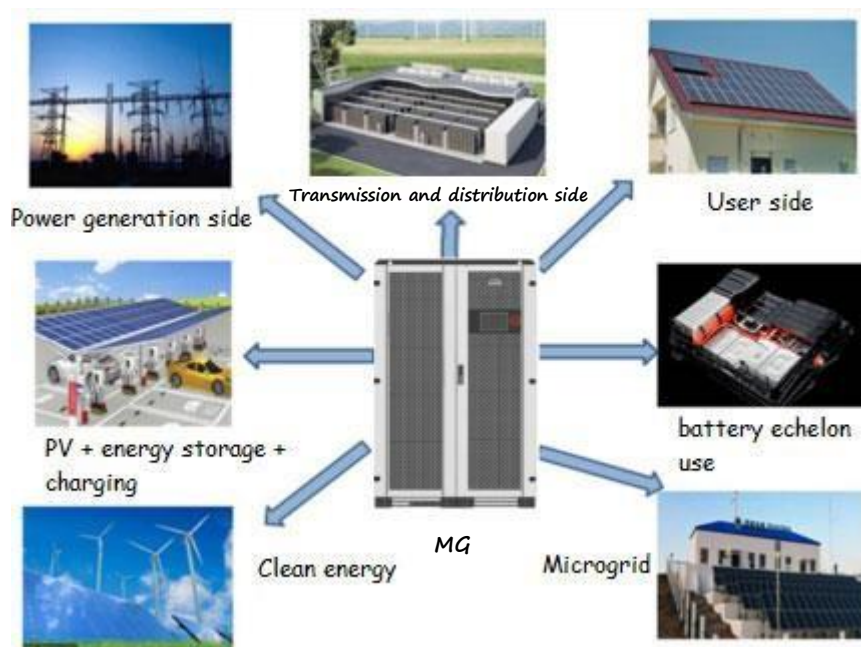 Transmission and distribution side
Power generation side
User side
PV + energy storage +
charging
battery echelon
use
MG
Clean energy
Microgrid